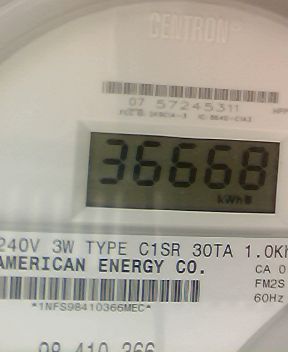 CENTRON
07 57245311
36668
kWh
240V 3W TYPE C1SR 30TA 1.0Kh
AMERICAN ENERGY CO.
CA 0
FM2S
60Hz
*1NFS98410366MEC*
98 410 366